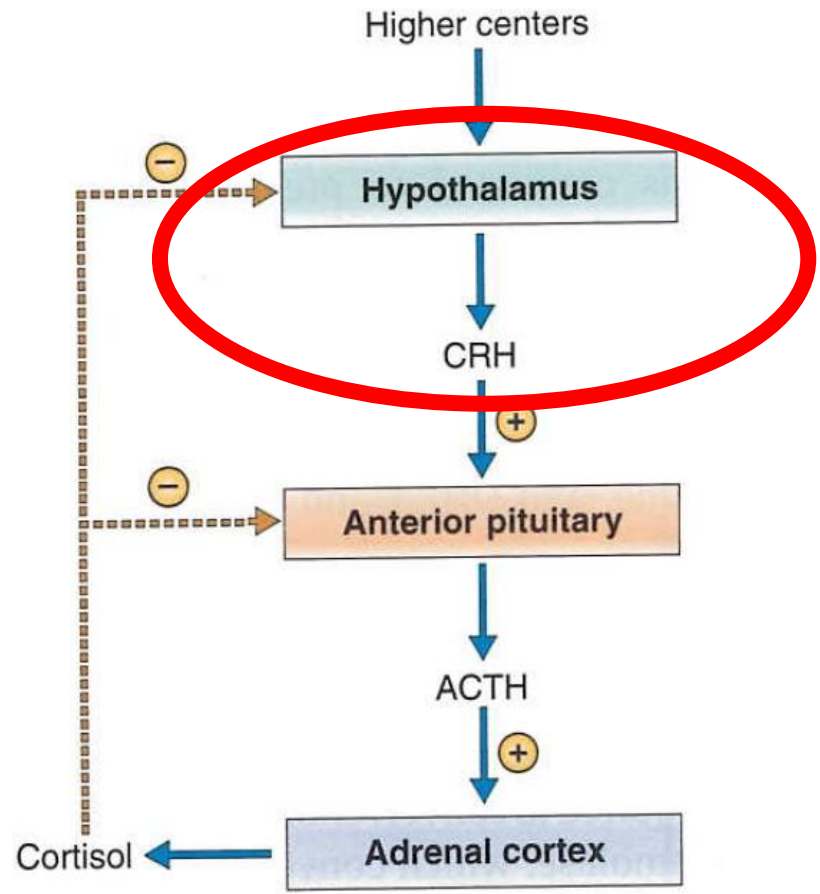 Higher centers
−
Hypothalamus
CRH
+
−
Anterior pituitary
ACTH
+
Cortisol
Adrenal cortex